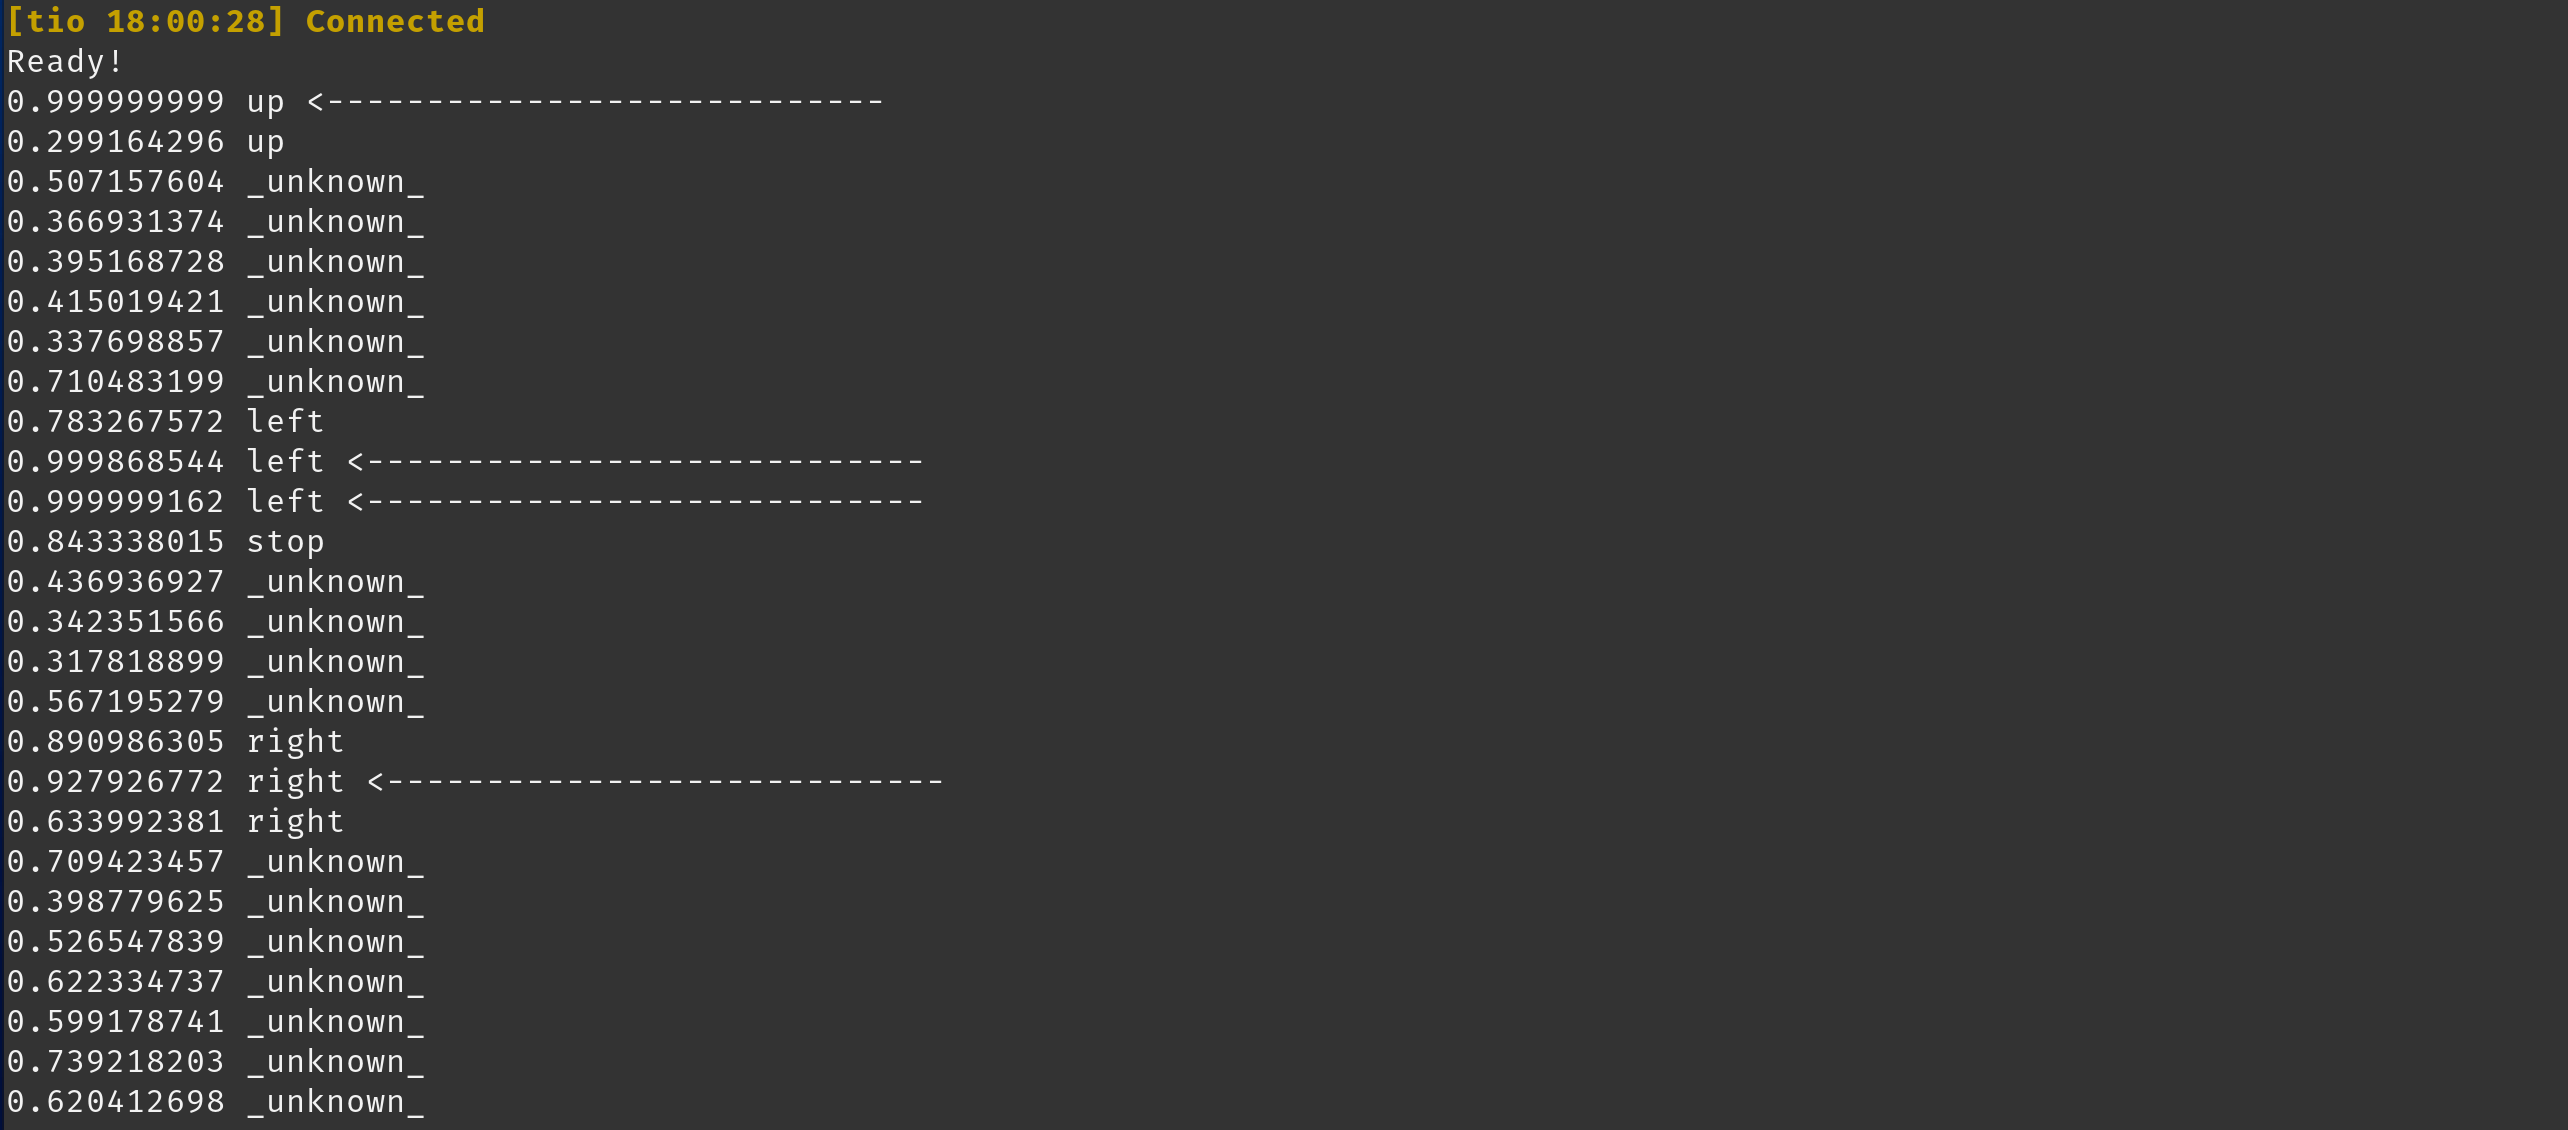 [tio 18:00:28] Connected
Ready!
0.999999999 up <----------------------------
0.299164296 up
0.507157604 _unknown_
0.366931374 _unknown_
0.395168728 _unknown_
0.415019421 _unknown_
0.337698857 _unknown_
0.710483199 _unknown_
0.783267572 left
0.999868544 left <----------------------------
0.999999162 left <----------------------------
0.843338015 stop
0.436936927 _unknown_
0.342351566 _unknown_
0.317818899 _unknown_
0.567195279 _unknown_
0.890986305 right
0.927926772 right <----------------------------
0.633992381 right
0.709423457 _unknown_
0.398779625 _unknown_
0.526547839 _unknown_
0.622334737 _unknown_
0.599178741 _unknown_
0.739218203 _unknown_
0.620412698 _unknown_